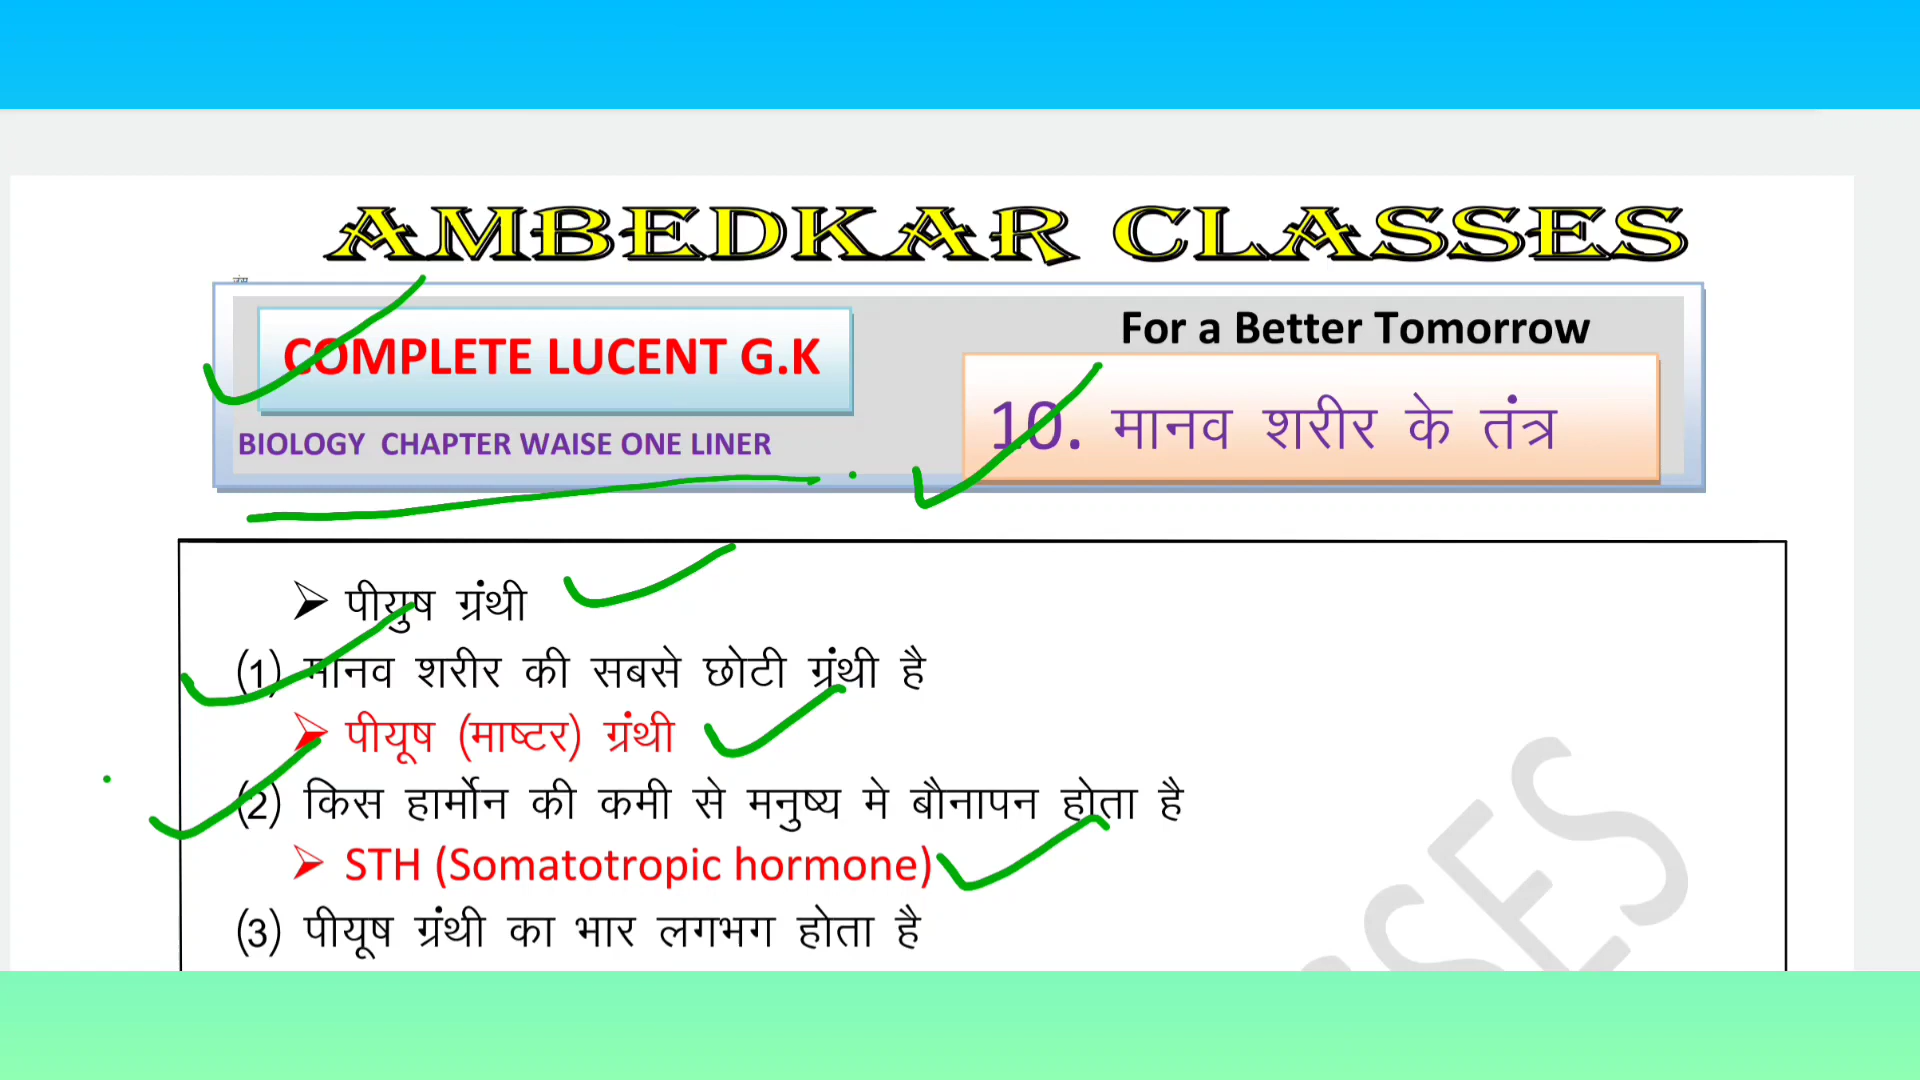 AMBEDKAR CLASSES
तंत्र
COMPLETE LUCENT G.K
For a Better Tomorrow
BIOLOGY CHAPTER WAISE ONE LINER
10. मानव शरीर के तंत्र
➢ पीयुष ग्रंथी
(1) मानव शरीर की सबसे छोटी ग्रंथी है
➢ पीयूष (माष्टर) ग्रंथी
(2) किस हार्मोन की कमी से मनुष्य मे बौनापन होता है
➢ STH (Somatotropic hormone)
(3) पीयूष ग्रंथी का भार लगभग होता है
SSES